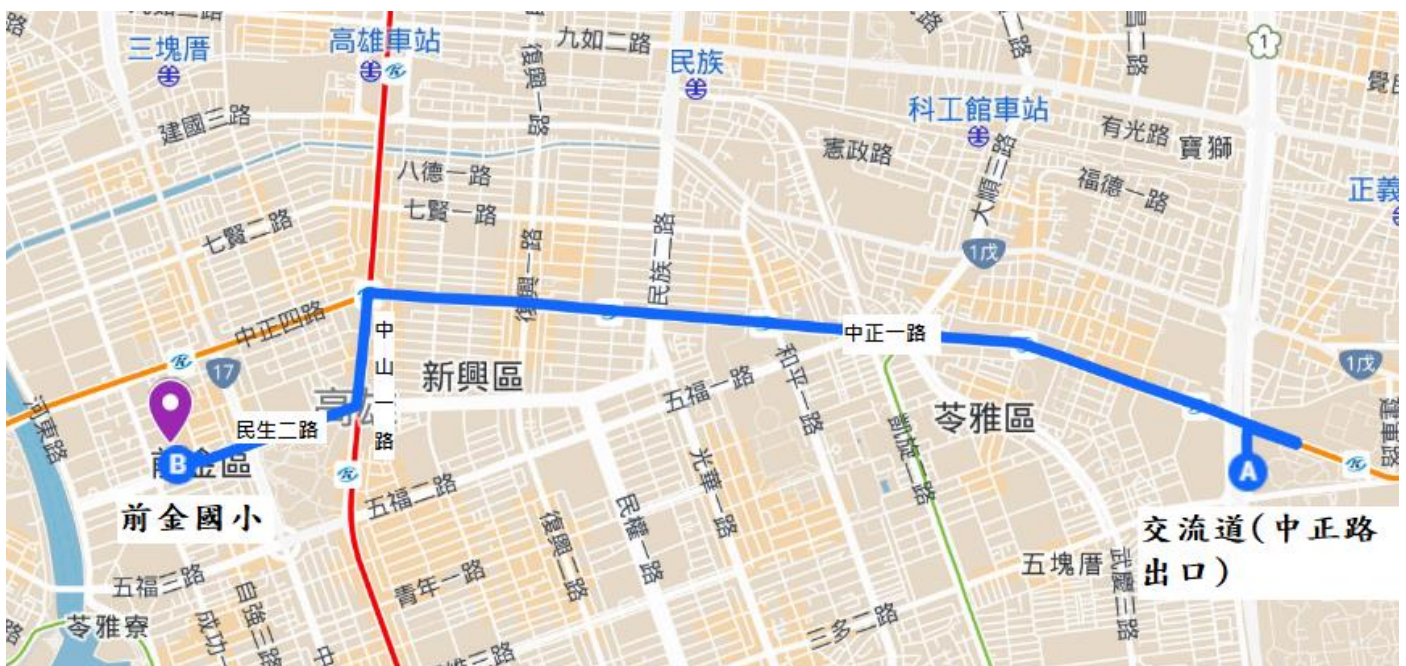 三塊厝
高雄車站
九如二路
復興一路
民族
1
科工館車站
有光路
寶獅
建國三路
憲政路
大順三路
福德一路
正義
八德一路
七賢一路
七賢二路
復興一路
民族二路
1戊
中正四路
中山一路
中正一路
1戊
17
新興區
和平一路
五福一路
苓雅區
凱旋二路
河東路
民生二路
B
前金區
A
前金國小
五福二路
光華一路
民權一路
復興二路
交流道(中正路
出口)
五塊厝
武慶三路
五福三路
青年一路
自強三路
苓雅寮
三多二路